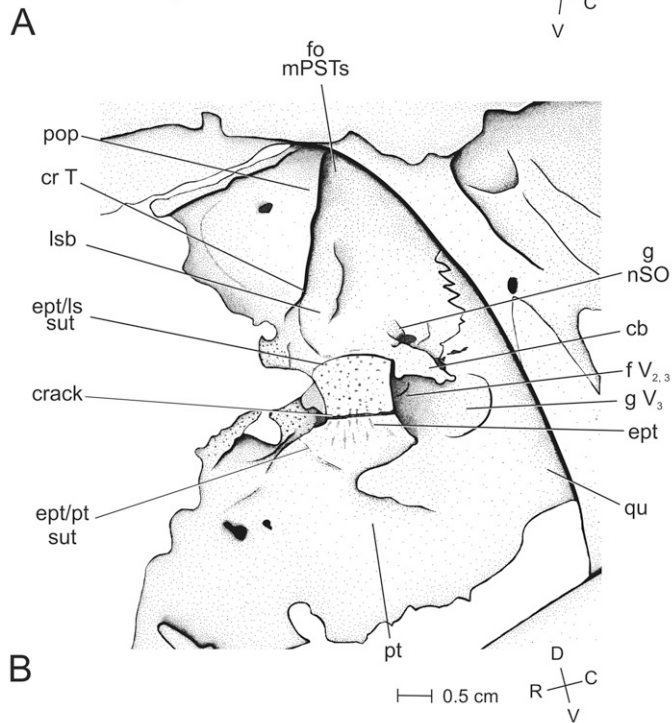 A
C
V
fo
mPSTs
pop
cr T
lsb
ept/ls
sut
crack
ept/pt
sut
g
nSO
cb
f V2, 3
g V3
ept
qu
pt
B
0.5 cm
D
R
C
V